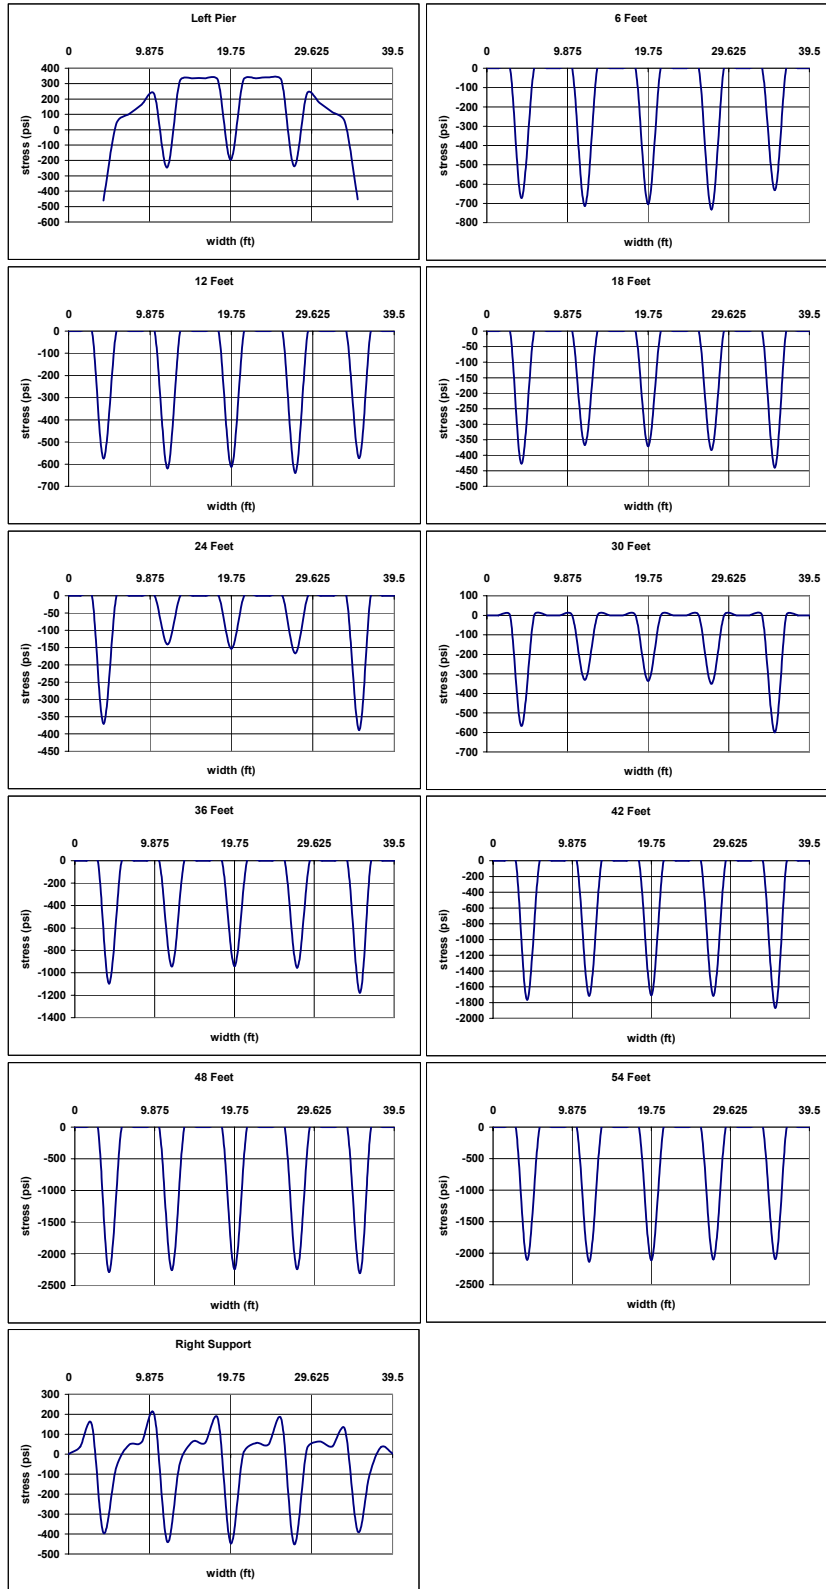 Left Pier
0 9.875 19.75 29.625 39.5
400
300
200
100
0
-100
-200
-300
-400
-500
-600
stress (psi)
width (ft)
6 Feet
0 9.875 19.75 29.625 39.5
0
-100
-200
-300
-400
-500
-600
-700
-800
stress (psi)
width (ft)
12 Feet
0 9.875 19.75 29.625 39.5
0
-100
-200
-300
-400
-500
-600
-700
stress (psi)
width (ft)
18 Feet
0 9.875 19.75 29.625 39.5
0
-50
-100
-150
-200
-250
-300
-350
-400
-450
-500
stress (psi)
width (ft)
24 Feet
0 9.875 19.75 29.625 39.5
0
-50
-100
-150
-200
-250
-300
-350
-400
-450
stress (psi)
width (ft)
30 Feet
0 9.875 19.75 29.625 39.5
100
0
-100
-200
-300
-400
-500
-600
-700
stress (psi)
width (ft)
36 Feet
0 9.875 19.75 29.625 39.5
0
-200
-400
-600
-800
-1000
-1200
-1400
stress (psi)
width (ft)
42 Feet
0 9.875 19.75 29.625 39.5
0
-200
-400
-600
-800
-1000
-1200
-1400
-1600
-1800
-2000
stress (psi)
width (ft)
48 Feet
0 9.875 19.75 29.625 39.5
0
-500
-1000
-1500
-2000
-2500
stress (psi)
width (ft)
54 Feet
0 9.875 19.75 29.625 39.5
0
-500
-1000
-1500
-2000
-2500
stress (psi)
width (ft)
Right Support
0 9.875 19.75 29.625 39.5
300
200
100
0
-100
-200
-300
-400
-500
stress (psi)
width (ft)